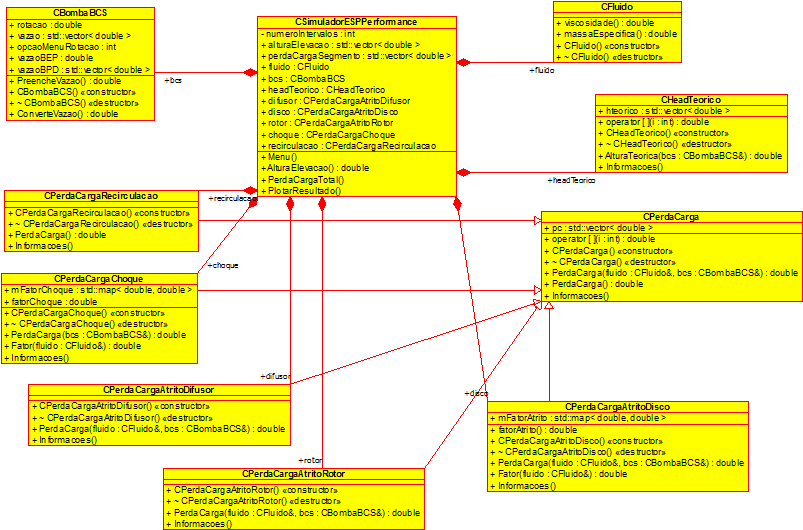 CBombaBCS
+ rotacao : double
+ vazao : std::vector< double >
+ opcaoMenuRotacao : int
+ vazaoBEP : double
+ vazaoBPD : std::vector< double >
+ PreencheVazao() : double
+ CBombaBCS() «constructor»
+ ~ CBombaBCS() «destructor»
+ ConverteVazao() : double
+bcs
CSimuladorESPPerformance
- numeroIntervalos : int
+ alturaElevacao : std::vector< double >
+ perdaCargaSegmento : std::vector< double >
+ fluido : CFluido
+ bcs : CBombaBCS
+ headTeorico : CHeadTeorico
+ difusor : CPerdaCargaAtritoDifusor
+ disco : CPerdaCargaAtritoDisco
+ rotor : CPerdaCargaAtritoRotor
+ choque : CPerdaCargaChoque
+ recirculacao : CPerdaCargaRecirculacao
+ Menu()
+ AlturaElevacao() : double
+ PerdaCargaTotal()
+ PlotarResultado()
CFluido
+ viscosidade() : double
+ massaEspecifica() : double
+ CFluido() «constructor»
+ ~ CFluido() «destructor»
+fluido
CHeadTeorico
+ hteorico : std::vector< double >
+ operator [ ](i : int) : double
+ CHeadTeorico() «constructor»
+ ~ CHeadTeorico() «destructor»
+ AlturaTeorica(bcs : CBombaBCS&) : double
+ Informacoes()
+headTeorico
CPerdaCargaRecirculacao
+ CPerdaCargaRecirculacao() «constructor»
+ ~ CPerdaCargaRecirculacao() «destructor»
+ PerdaCarga() : double
+ Informacoes()
+recirculacao
CPerdaCarga
+ pc : std::vector< double >
+ operator [ ](i : int) : double
+ CPerdaCarga() «constructor»
+ ~ CPerdaCarga() «destructor»
+ PerdaCarga(fluido : CFluido&, bcs : CBombaBCS&) : double
+ PerdaCarga() : double
+ Informacoes()
CPerdaCargaChoque
+ mFatorChoque : std::map< double, double >
+ fatorChoque : double
+ CPerdaCargaChoque() «constructor»
+ ~ CPerdaCargaChoque() «destructor»
+ PerdaCarga(bcs : CBombaBCS&) : double
+ Fator(fluido : CFluido&) : double
+ Informacoes()
+choque
CPerdaCargaAtritoDifusor
+ CPerdaCargaAtritoDifusor() «constructor»
+ ~ CPerdaCargaAtritoDifusor() «destructor»
+ PerdaCarga(fluido : CFluido&, bcs : CBombaBCS&) : double
+ Informacoes()
+difusor
+disco
CPerdaCargaAtritoDisco
+ mFatorAtrito : std::map< double, double >
+ fatorAtrito() : double
+ CPerdaCargaAtritoDisco() «constructor»
+ ~ CPerdaCargaAtritoDisco() «destructor»
+ PerdaCarga(fluido : CFluido&, bcs : CBombaBCS&) : double
+ Fator(fluido : CFluido&) : double
+ Informacoes()
+rotor
CPerdaCargaAtritoRotor
+ CPerdaCargaAtritoRotor() «constructor»
+ ~ CPerdaCargaAtritoRotor() «destructor»
+ PerdaCarga(fluido : CFluido&, bcs : CBombaBCS&) : double
+ Informacoes()